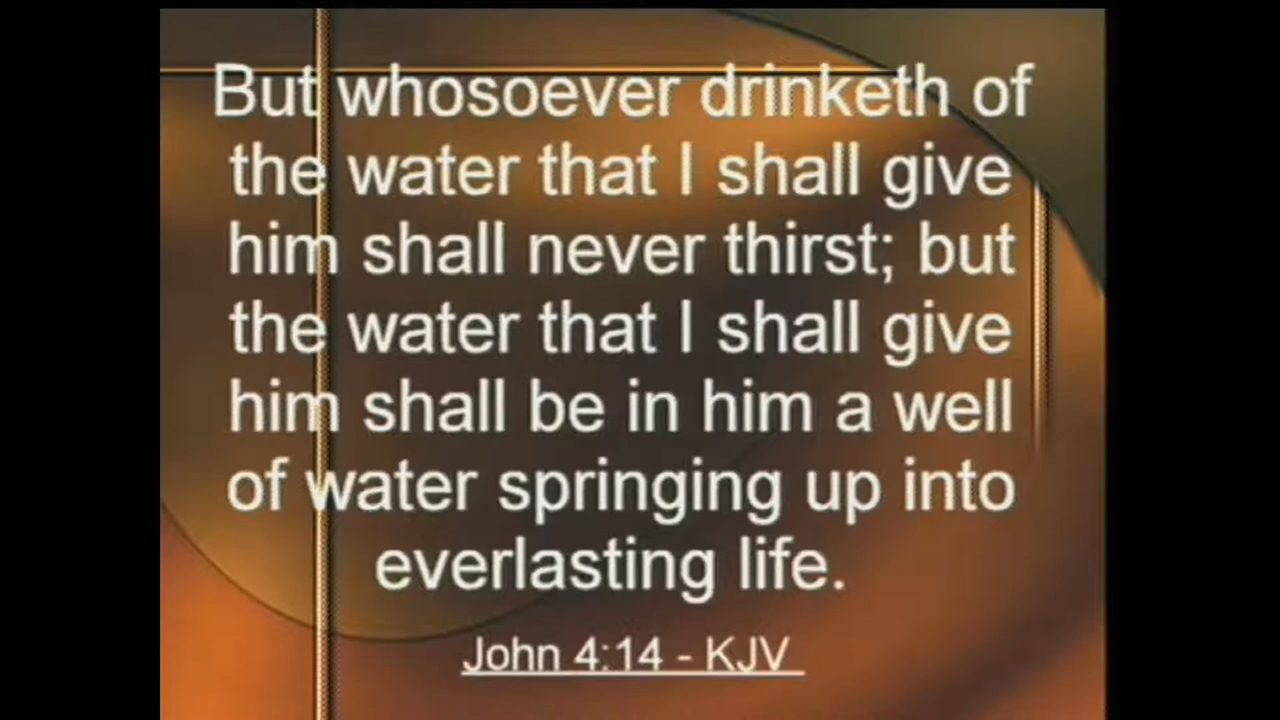 But whosoever drinketh of
the water that I shall give
him shall never thirst; but
the water that I shall give
him shall be in him a well
of water springing up into
everlasting life.
John 4:14 - KJV